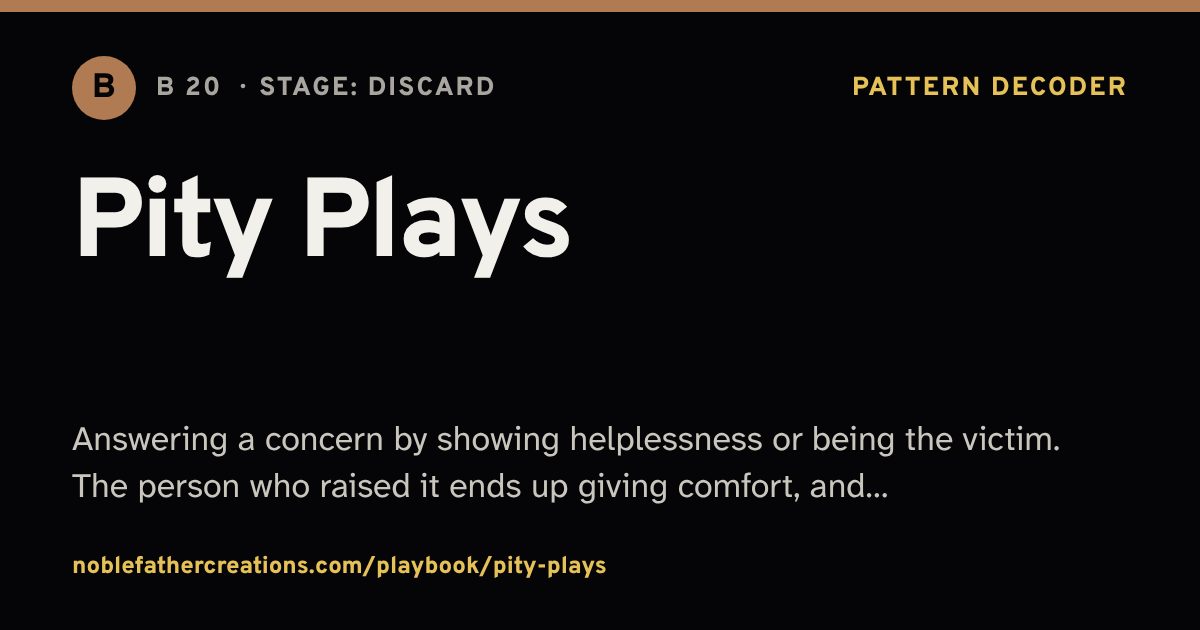 B
B 20 · STAGE: DISCARD
PATTERN DECODER
Pity Plays
Answering a concern by showing helplessness or being the victim.
The person who raised it ends up giving comfort, and...
noblefathercreations.com/playbook/pity-plays